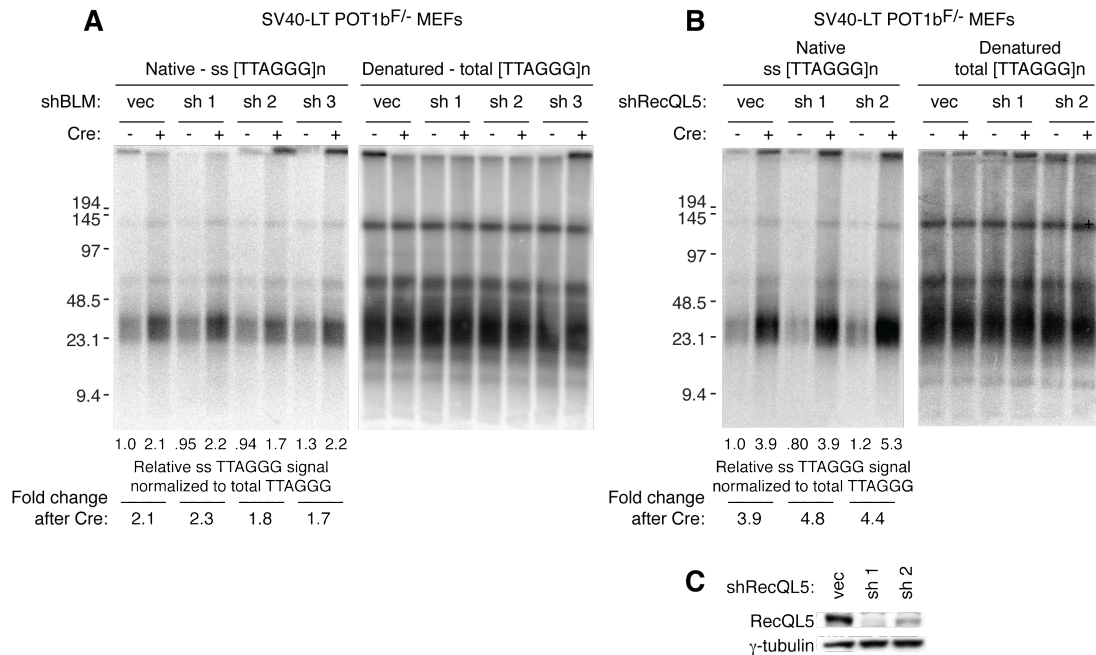 A
SV40-LT POT1bF/- MEFs
Native - ss [TTAGGG]n
Denatured - total [TTAGGG]n
shBLM: vec sh 1 sh 2 sh 3 vec sh 1 sh 2 sh 3
Cre: - + - + - + - + - + - + - + - +
194
145
97
48.5
23.1
9.4
1.0 2.1 .95 2.2 .94 1.7 1.3 2.2
Relative ss TTAGGG signal
normalized to total TTAGGG
Fold change
after Cre: 2.1 2.3 1.8 1.7
B
SV40-LT POT1bF/- MEFs
Native
ss [TTAGGG]n
Denatured
total [TTAGGG]n
shRecQL5: vec sh 1 sh 2 vec sh 1 sh 2
Cre: - + - + - + - + - + - +
194
145
97
48.5
23.1
9.4
+
1.0 3.9 .80 3.9 1.2 5.3
Relative ss TTAGGG signal
normalized to total TTAGGG
Fold change
after Cre: 3.9 4.8 4.4
C
shRecQL5: vec sh 1 sh 2
RecQL5
γ-tubulin